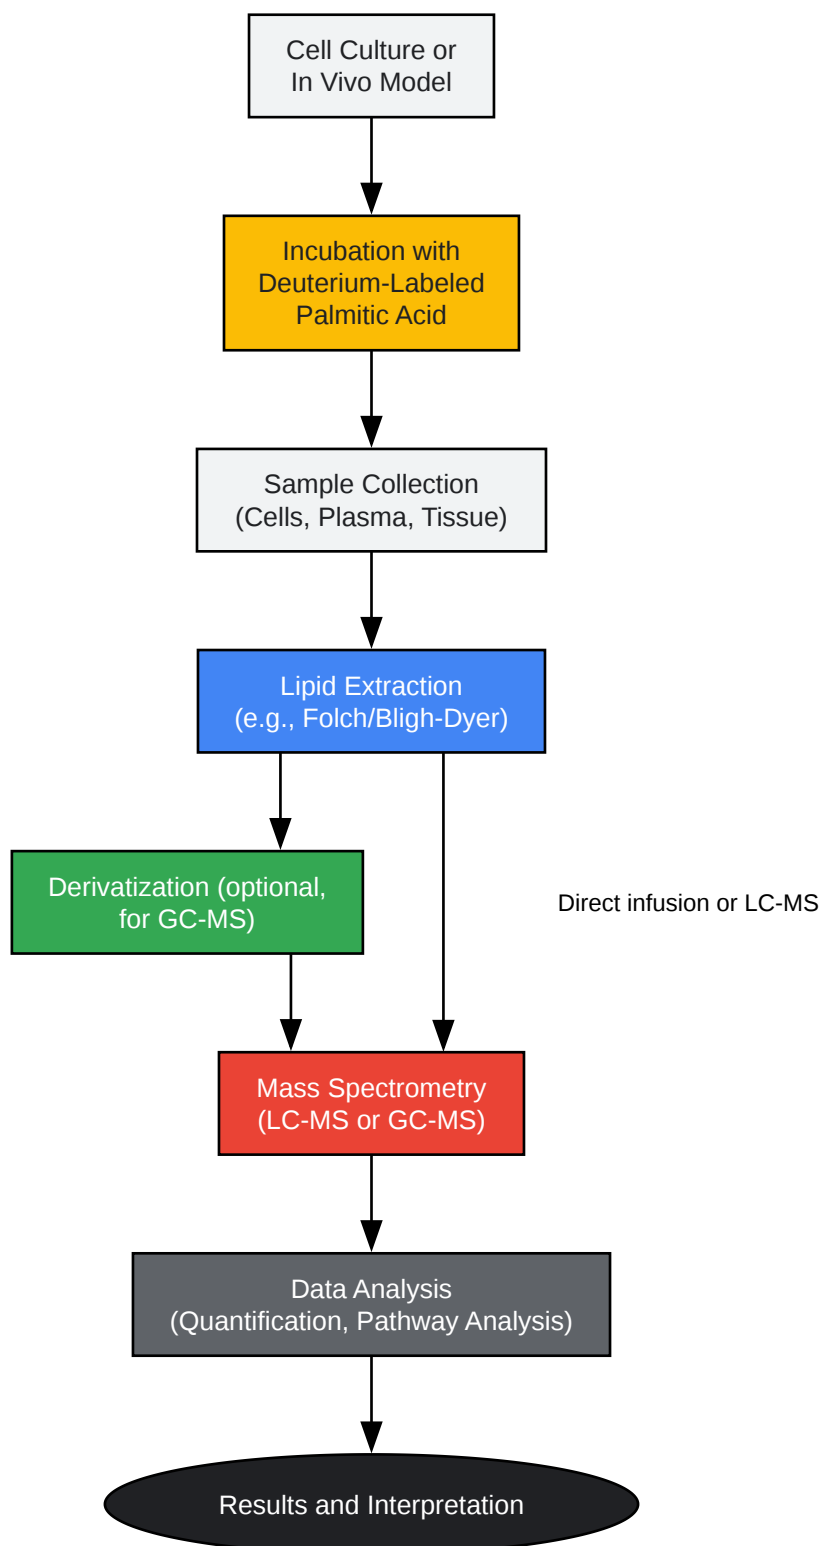 Cell Culture or
In Vivo Model
Incubation with
Deuterium-Labeled
Palmitic Acid
Sample Collection
(Cells, Plasma, Tissue)
Lipid Extraction
(e.g., Folch/Bligh-Dyer)
Derivatization (optional,
for GC-MS)
Direct infusion or LC-MS
Mass Spectrometry
(LC-MS or GC-MS)
Data Analysis
(Quantification, Pathway Analysis)
Results and Interpretation